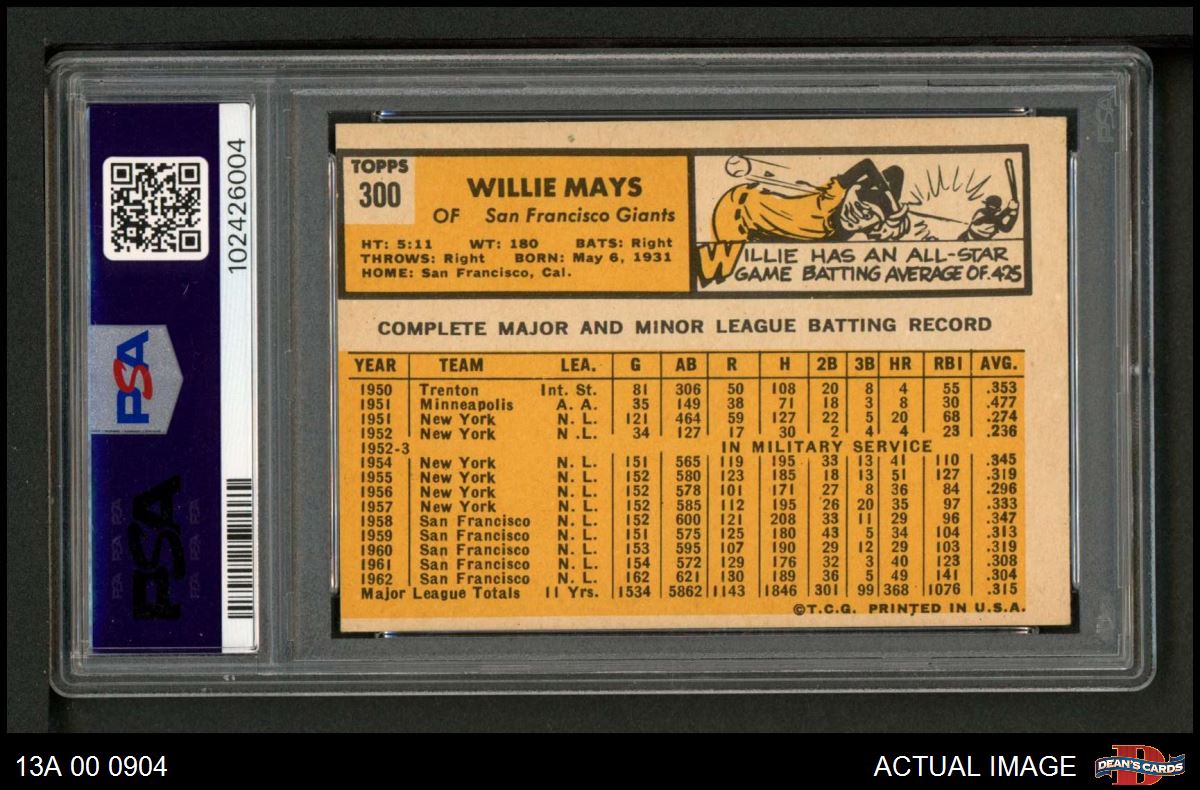 102426004
PSA
PSA
TOPPS
300
WILLIE MAYS
OF San Francisco Giants
HT: 5:11 WT: 180 BATS: Right
THROWS: Right BORN: May 6, 1931
HOME: San Francisco, Cal.
WILLIE HAS AN ALL-STAR
GAME BATTING AVERAGE OF .425
COMPLETE MAJOR AND MINOR LEAGUE BATTING RECORD
YEAR TEAM LEA. G AB R H 2B 3B HR RBI AVG.
1950 Trenton Int. St. 81 306 50 108 20 8 4 55 .353
1951 Minneapolis A. A. 35 149 38 71 18 3 8 30 .477
1951 New York N. L. 121 464 59 127 22 5 20 68 .274
1952 New York N. L. 34 127 17 30 2 4 4 23 .236
1952-3 IN MILITARY SERVICE
1954 New York N. L. 151 565 119 195 33 13 41 110 .345
1955 New York N. L. 152 580 123 185 18 13 51 127 .319
1956 New York N. L. 152 578 101 171 27 8 36 84 .296
1957 New York N. L. 152 585 112 195 26 20 35 97 .333
1958 San Francisco N. L. 152 600 121 208 33 11 29 96 .347
1959 San Francisco N. L. 151 575 125 180 43 5 34 104 .313
1960 San Francisco N. L. 153 595 107 190 29 12 29 103 .319
1961 San Francisco N. L. 154 572 129 176 32 3 40 123 .308
1962 San Francisco N. L. 162 621 130 189 36 5 49 141 .304
Major League Totals 11 Yrs. 1534 5862 1143 1846 301 99 368 1076 .315
©T.C.G. PRINTED IN U.S.A.
13A 00 0904
ACTUAL IMAGE
DEAN'S CARDS